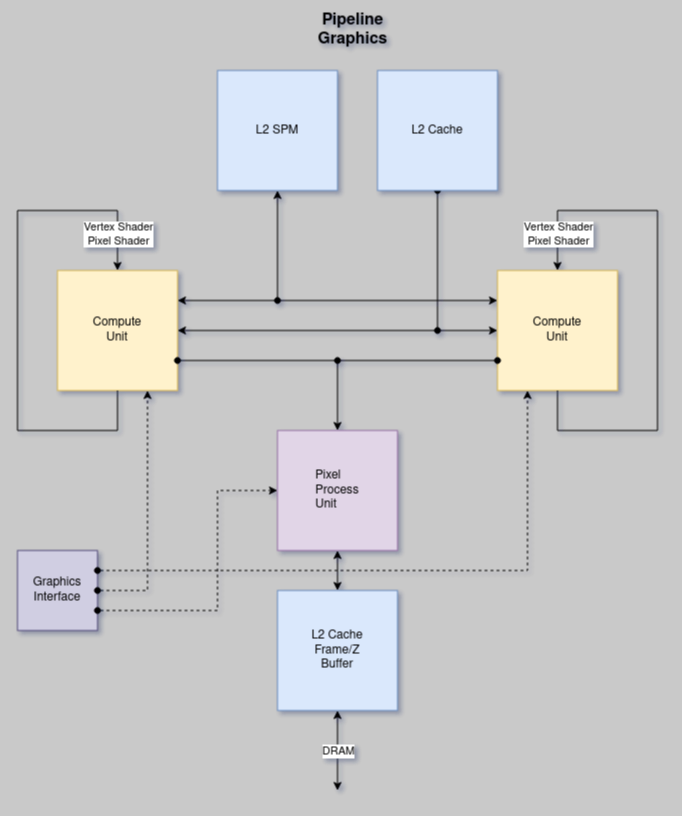 Pipeline
Graphics
L2 SPM
L2 Cache
Vertex Shader
Pixel Shader
Vertex Shader
Pixel Shader
Compute
Unit
Compute
Unit
Pixel
Process
Unit
Graphics
Interface
L2 Cache
Frame/Z
Buffer
DRAM